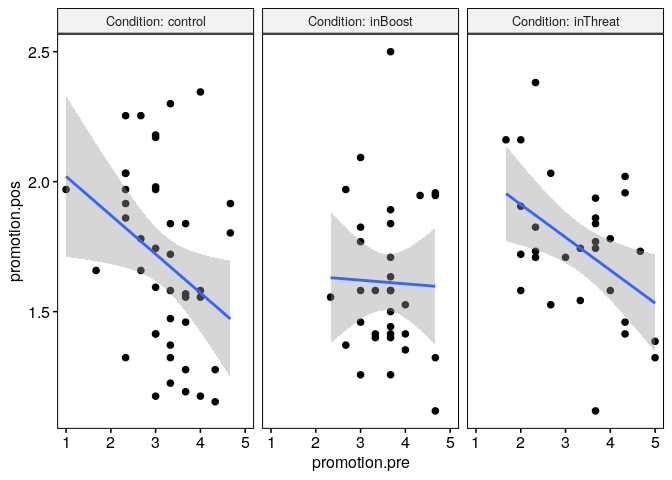 Condition: control Condition: inBoost Condition: inThreat
2.5
2.0
1.5
promotion.pos
1 2 3 4 5 1 2 3 4 5 1 2 3 4 5
promotion.pre